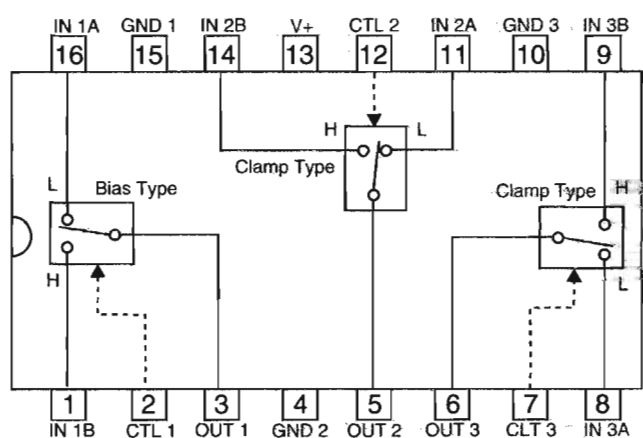 IN 1A GND 1 IN 2B V+ CTL 2 IN 2A GND 3 IN 3B
16 15 14 13 12 11 10 9
H L
Clamp Type
L Bias Type
Clamp Type H
H
L
1 2 3 4 5 6 7 8
IN 1B CTL 1 OUT 1 GND 2 OUT 2 OUT 3 CLT 3 IN 3A